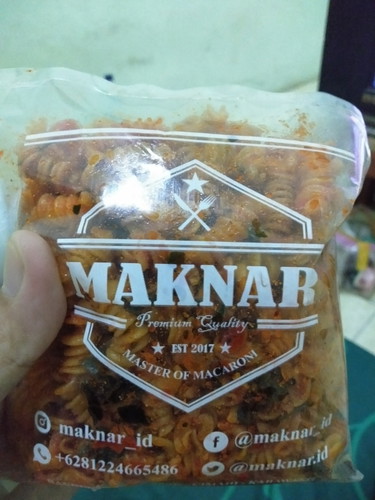 MAKNAR
Premium Quality
EST 2017
MASTER OF MACARONI
maknar_id
@maknar_id
+6281224665486
@maknar.id